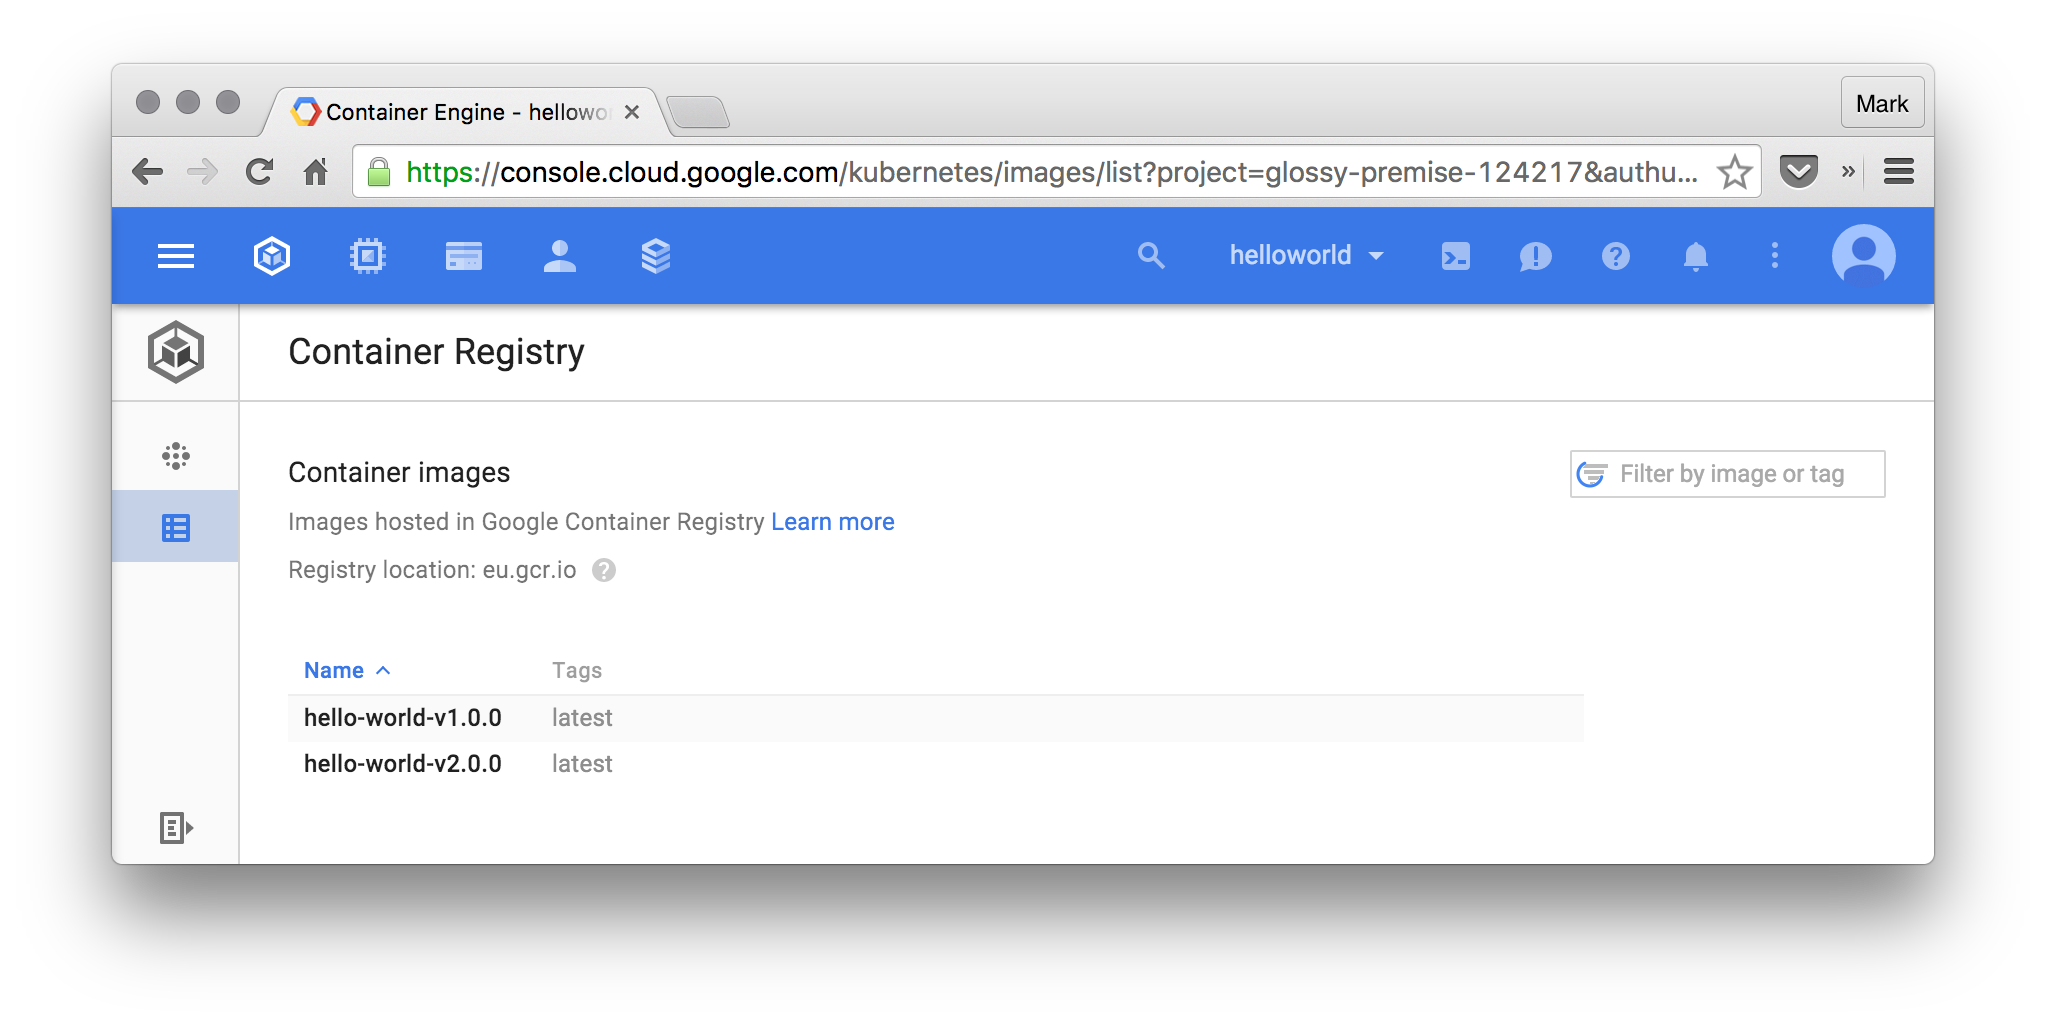 Container Engine - hellowo
Mark
https://console.cloud.google.com/kubernetes/images/list?project=glossy-premise-124217&authu...
helloworld
Container Registry
Container images
Filter by image or tag
Images hosted in Google Container Registry Learn more
Registry location: eu.gcr.io
Name Tags
hello-world-v1.0.0 latest
hello-world-v2.0.0 latest